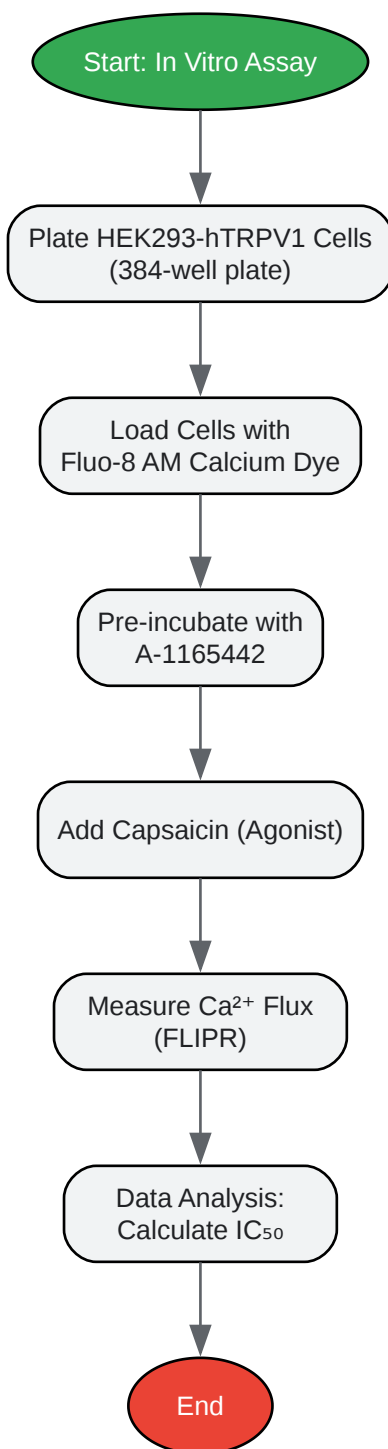 Start: In Vitro Assay
Plate HEK293-hTRPV1 Cells
(384-well plate)
Load Cells with
Fluo-8 AM Calcium Dye
Pre-incubate with
A-1165442
Add Capsaicin (Agonist)
Measure Ca²⁺ Flux
(FLIPR)
Data Analysis:
Calculate IC₅₀
End